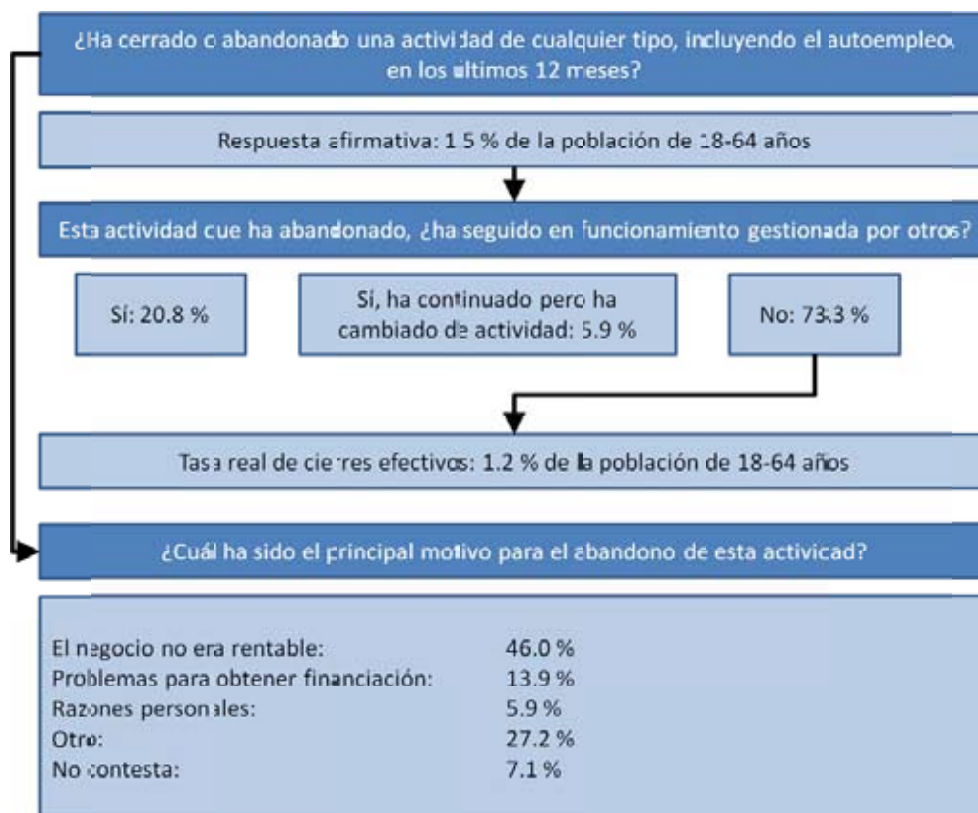 ¿Ha cerrado o abandonado una actividad de cualquier tipo, incluyendo el autoempleo,
en los últimos 12 meses?
Respuesta afirmativa: 1.5 % de la población de 18-64 años
Esta actividad que ha abandonado, ¿ha seguido en funcionamiento gestionada por otros?
Sí: 20.8 %
Sí, ha continuado pero ha
cambiado de actividad: 5.9 %
No: 73.3 %
Tasa real de cierres efectivos: 1.2 % de la población de 18-64 años
¿Cuál ha sido el principal motivo para el abandono de esta actividad?
El negocio no era rentable: 46.0 %
Problemas para obtener financiación: 13.9 %
Razones personales: 5.9 %
Otro: 27.2 %
No contesta: 7.1 %